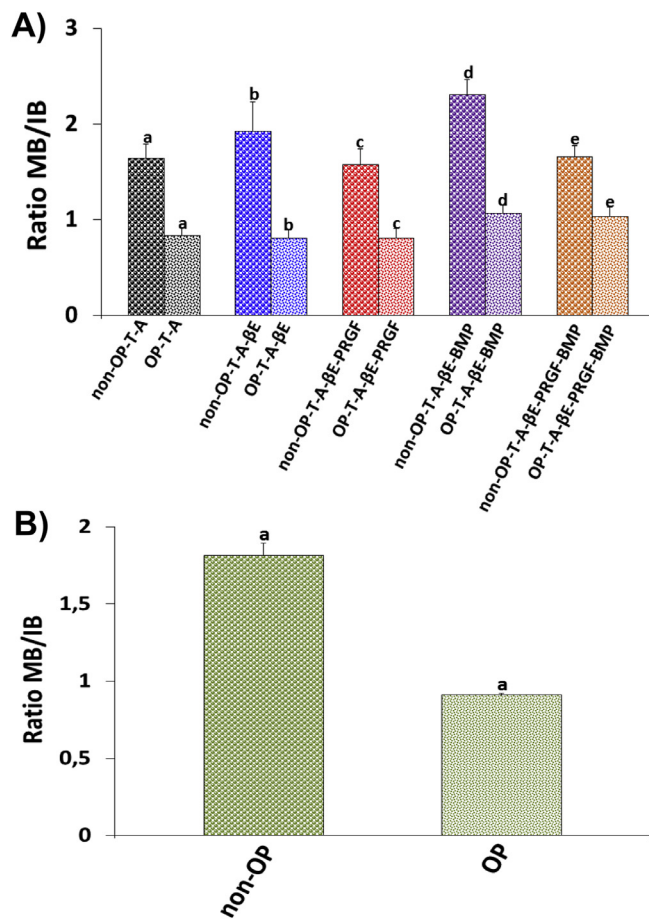 A)
Ratio MB/IB
3
2
1
0
a
a
b
b
c
c
d
d
e
e
non-OP-T-A
OP-T-A
non-OP-T-A-βE
OP-T-A-βE
non-OP-T-A-βE-PRGF
OP-T-A-βE-PRGF
non-OP-T-A-βE-BMP
OP-T-A-βE-BMP
non-OP-T-A-βE-PRGF-BMP
OP-T-A-βE-PRGF-BMP
B)
Ratio MB/IB
2
1,5
1
0,5
0
a
a
non-OP
OP